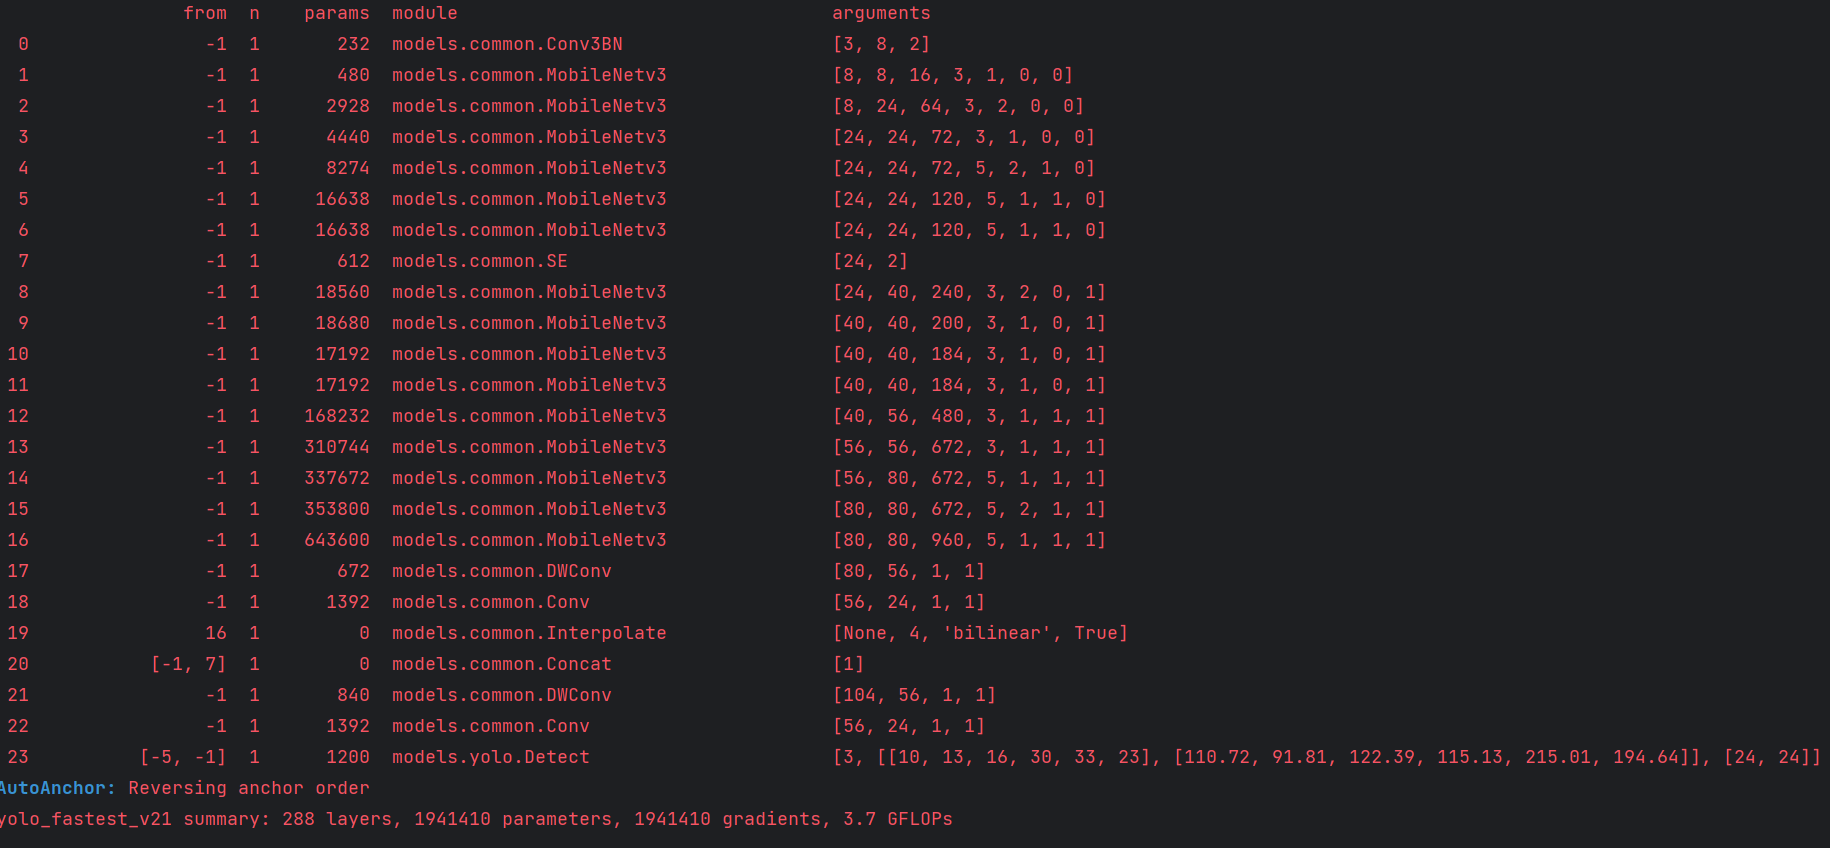 from n params module arguments
0 -1 1 232 models.common.Conv3BN [3, 8, 2]
1 -1 1 480 models.common.MobileNetv3 [8, 8, 16, 3, 1, 0, 0]
2 -1 1 2928 models.common.MobileNetv3 [8, 24, 64, 3, 2, 0, 0]
3 -1 1 4440 models.common.MobileNetv3 [24, 24, 72, 3, 1, 0, 0]
4 -1 1 8274 models.common.MobileNetv3 [24, 24, 72, 5, 2, 1, 0]
5 -1 1 16638 models.common.MobileNetv3 [24, 24, 120, 5, 1, 1, 0]
6 -1 1 16638 models.common.MobileNetv3 [24, 24, 120, 5, 1, 1, 0]
7 -1 1 612 models.common.SE [24, 2]
8 -1 1 18560 models.common.MobileNetv3 [24, 40, 240, 3, 2, 0, 1]
9 -1 1 18680 models.common.MobileNetv3 [40, 40, 200, 3, 1, 0, 1]
10 -1 1 17192 models.common.MobileNetv3 [40, 40, 184, 3, 1, 0, 1]
11 -1 1 17192 models.common.MobileNetv3 [40, 40, 184, 3, 1, 0, 1]
12 -1 1 168232 models.common.MobileNetv3 [40, 56, 480, 3, 1, 1, 1]
13 -1 1 310744 models.common.MobileNetv3 [56, 56, 672, 3, 1, 1, 1]
14 -1 1 337672 models.common.MobileNetv3 [56, 80, 672, 5, 1, 1, 1]
15 -1 1 353800 models.common.MobileNetv3 [80, 80, 672, 5, 2, 1, 1]
16 -1 1 643600 models.common.MobileNetv3 [80, 80, 960, 5, 1, 1, 1]
17 -1 1 672 models.common.DWConv [80, 56, 1, 1]
18 -1 1 1392 models.common.Conv [56, 24, 1, 1]
19 16 1 0 models.common.Interpolate [None, 4, 'bilinear', True]
20 [-1, 7] 1 0 models.common.Concat [1]
21 -1 1 840 models.common.DWConv [104, 56, 1, 1]
22 -1 1 1392 models.common.Conv [56, 24, 1, 1]
23 [-5, -1] 1 1200 models.yolo.Detect [3, [[10, 13, 16, 30, 33, 23], [110.72, 91.81, 122.39, 115.13, 215.01, 194.64]], [24, 24]]
AutoAnchor: Reversing anchor order
yolo_fastest_v21 summary: 288 layers, 1941410 parameters, 1941410 gradients, 3.7 GFLOPs